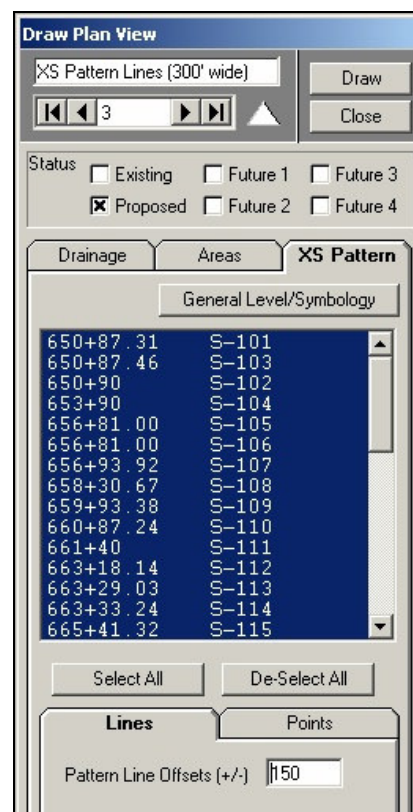 Draw Plan View
XS Pattern Lines (300' wide)
Draw
3
Close
Status
Existing
Future 1
Future 3
Proposed
Future 2
Future 4
Drainage
Areas
XS Pattern
General Level/Symbology
650+87.31 S-101
650+87.46 S-103
650+90 S-102
653+90 S-104
656+81.00 S-105
656+81.00 S-106
656+93.92 S-107
658+30.67 S-108
659+93.38 S-109
660+87.24 S-110
661+40 S-111
663+18.14 S-112
663+29.03 S-113
663+33.24 S-114
665+41.32 S-115
Select All
De-Select All
Lines
Points
Pattern Line Offsets (+/-) 150